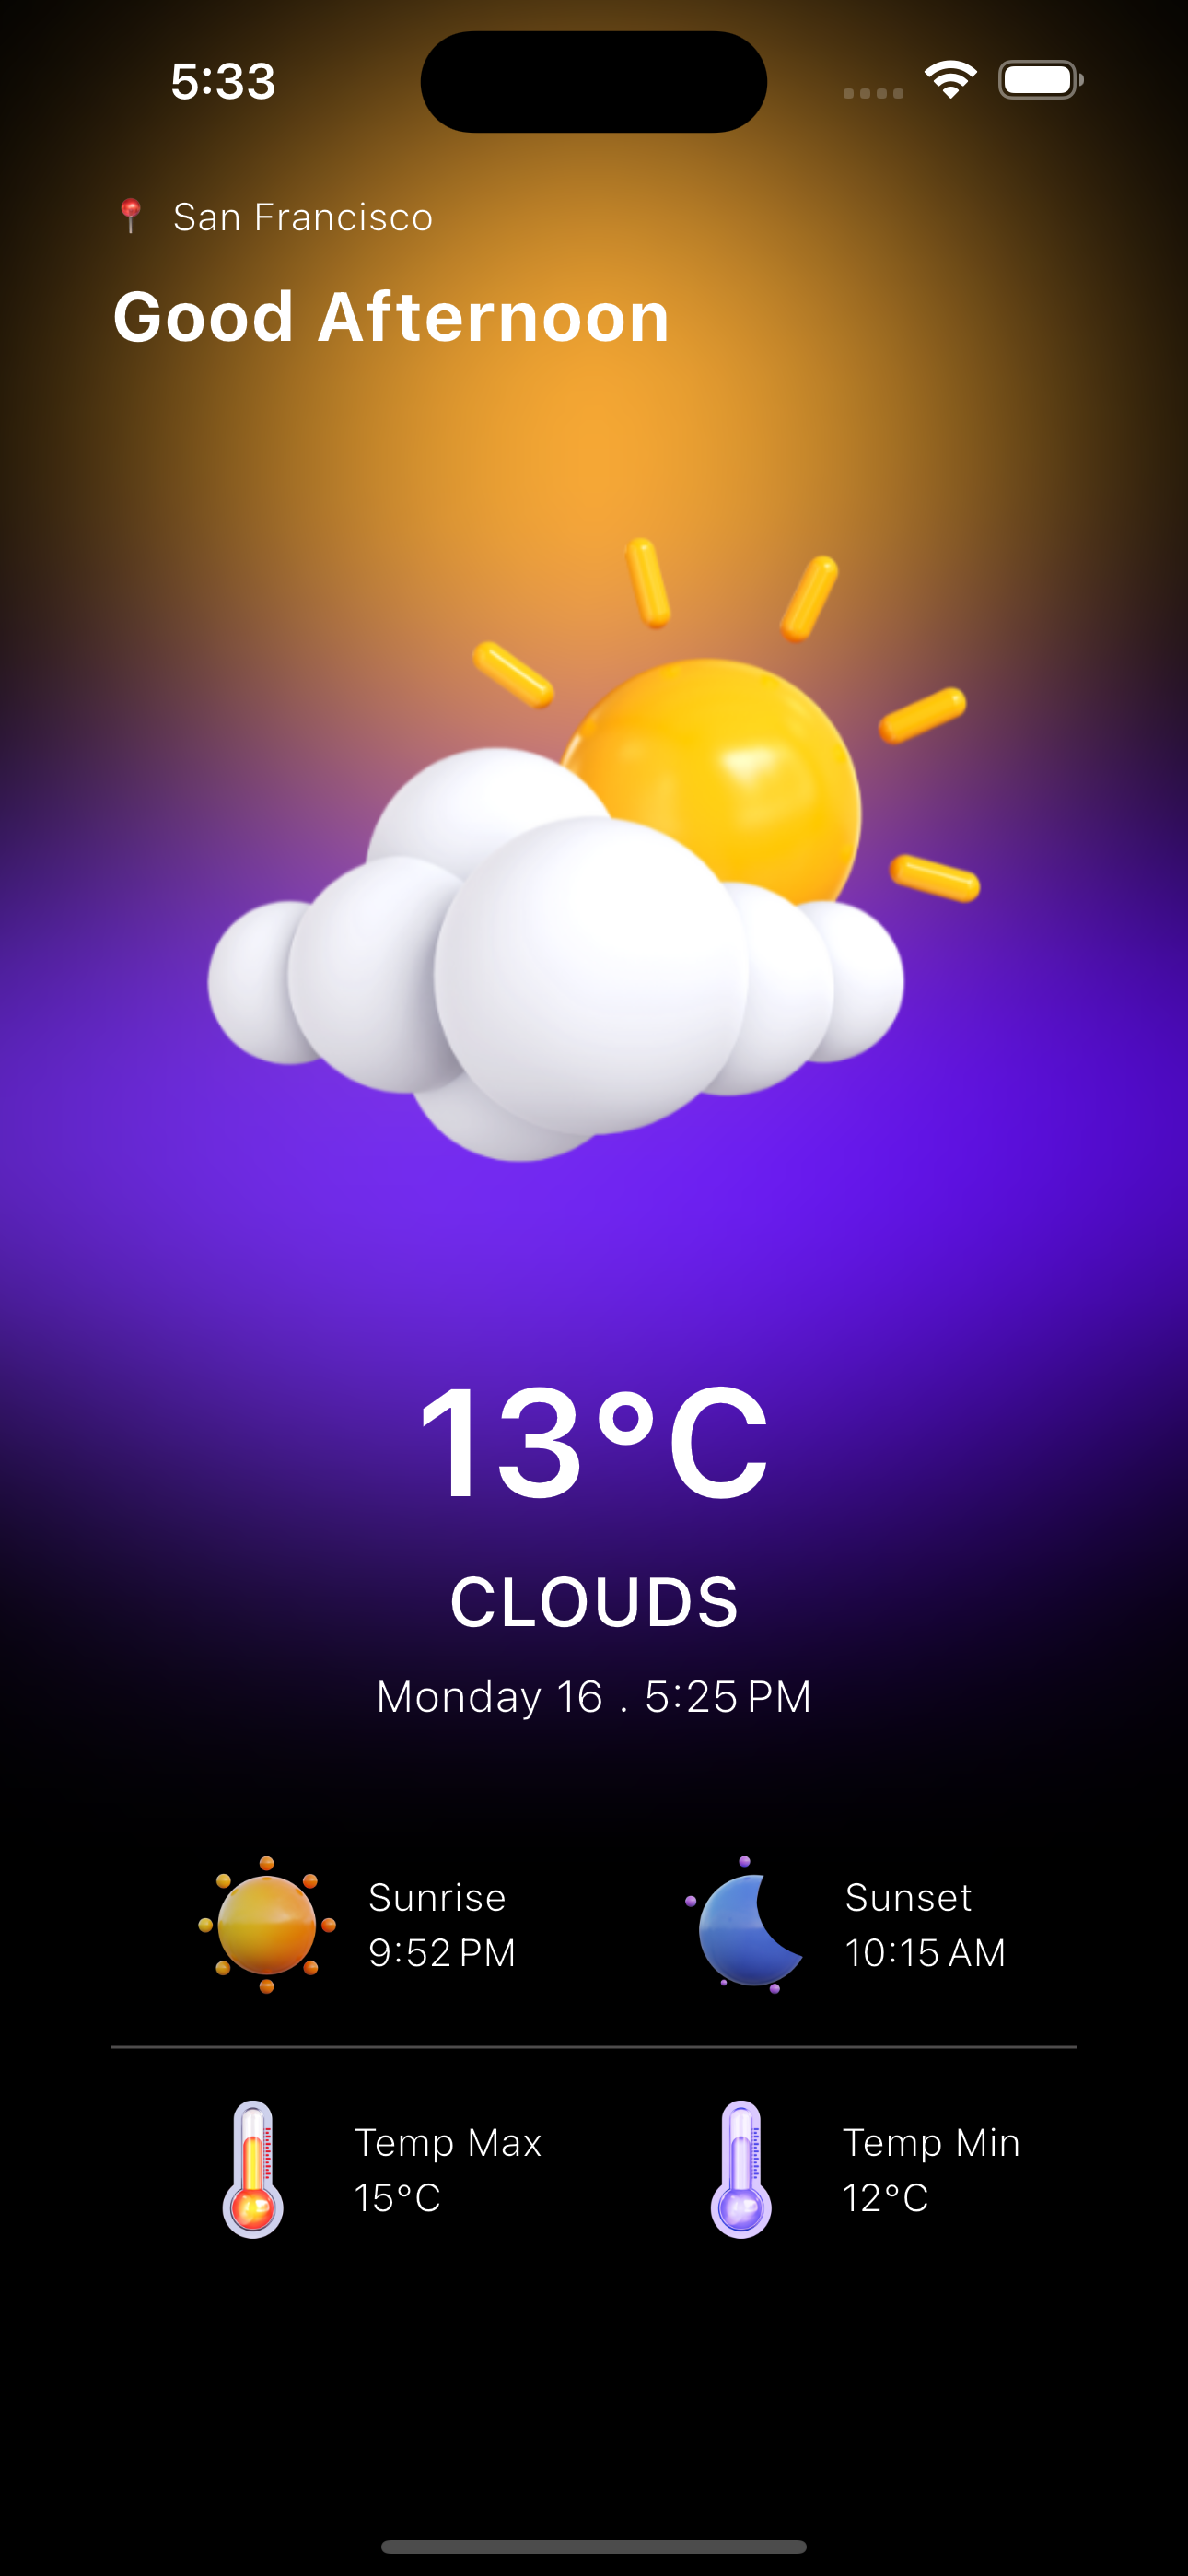 5:33
San Francisco
Good Afternoon
13°C
CLOUDS
Monday 16 . 5:25 PM
Sunrise
9:52 PM
Sunset
10:15 AM
Temp Max
15°C
Temp Min
12°C